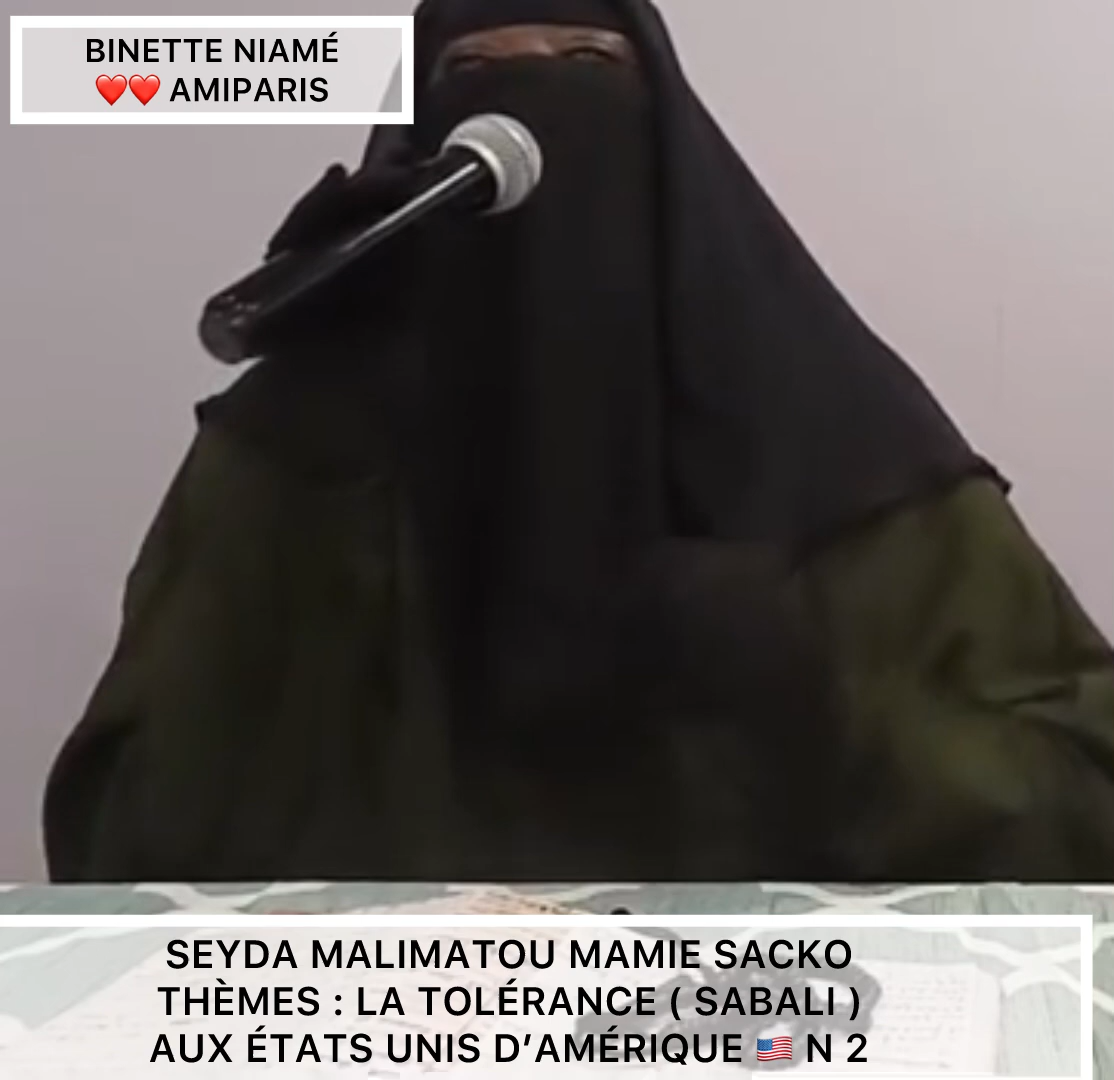 BINETTE NIAMÉ
❤️❤️ AMIPARIS
SEYDA MALIMATOU MAMIE SACKO
THÈMES : LA TOLÉRANCE ( SABALI )
AUX ÉTATS UNIS D’AMÉRIQUE 🇺🇸 N 2